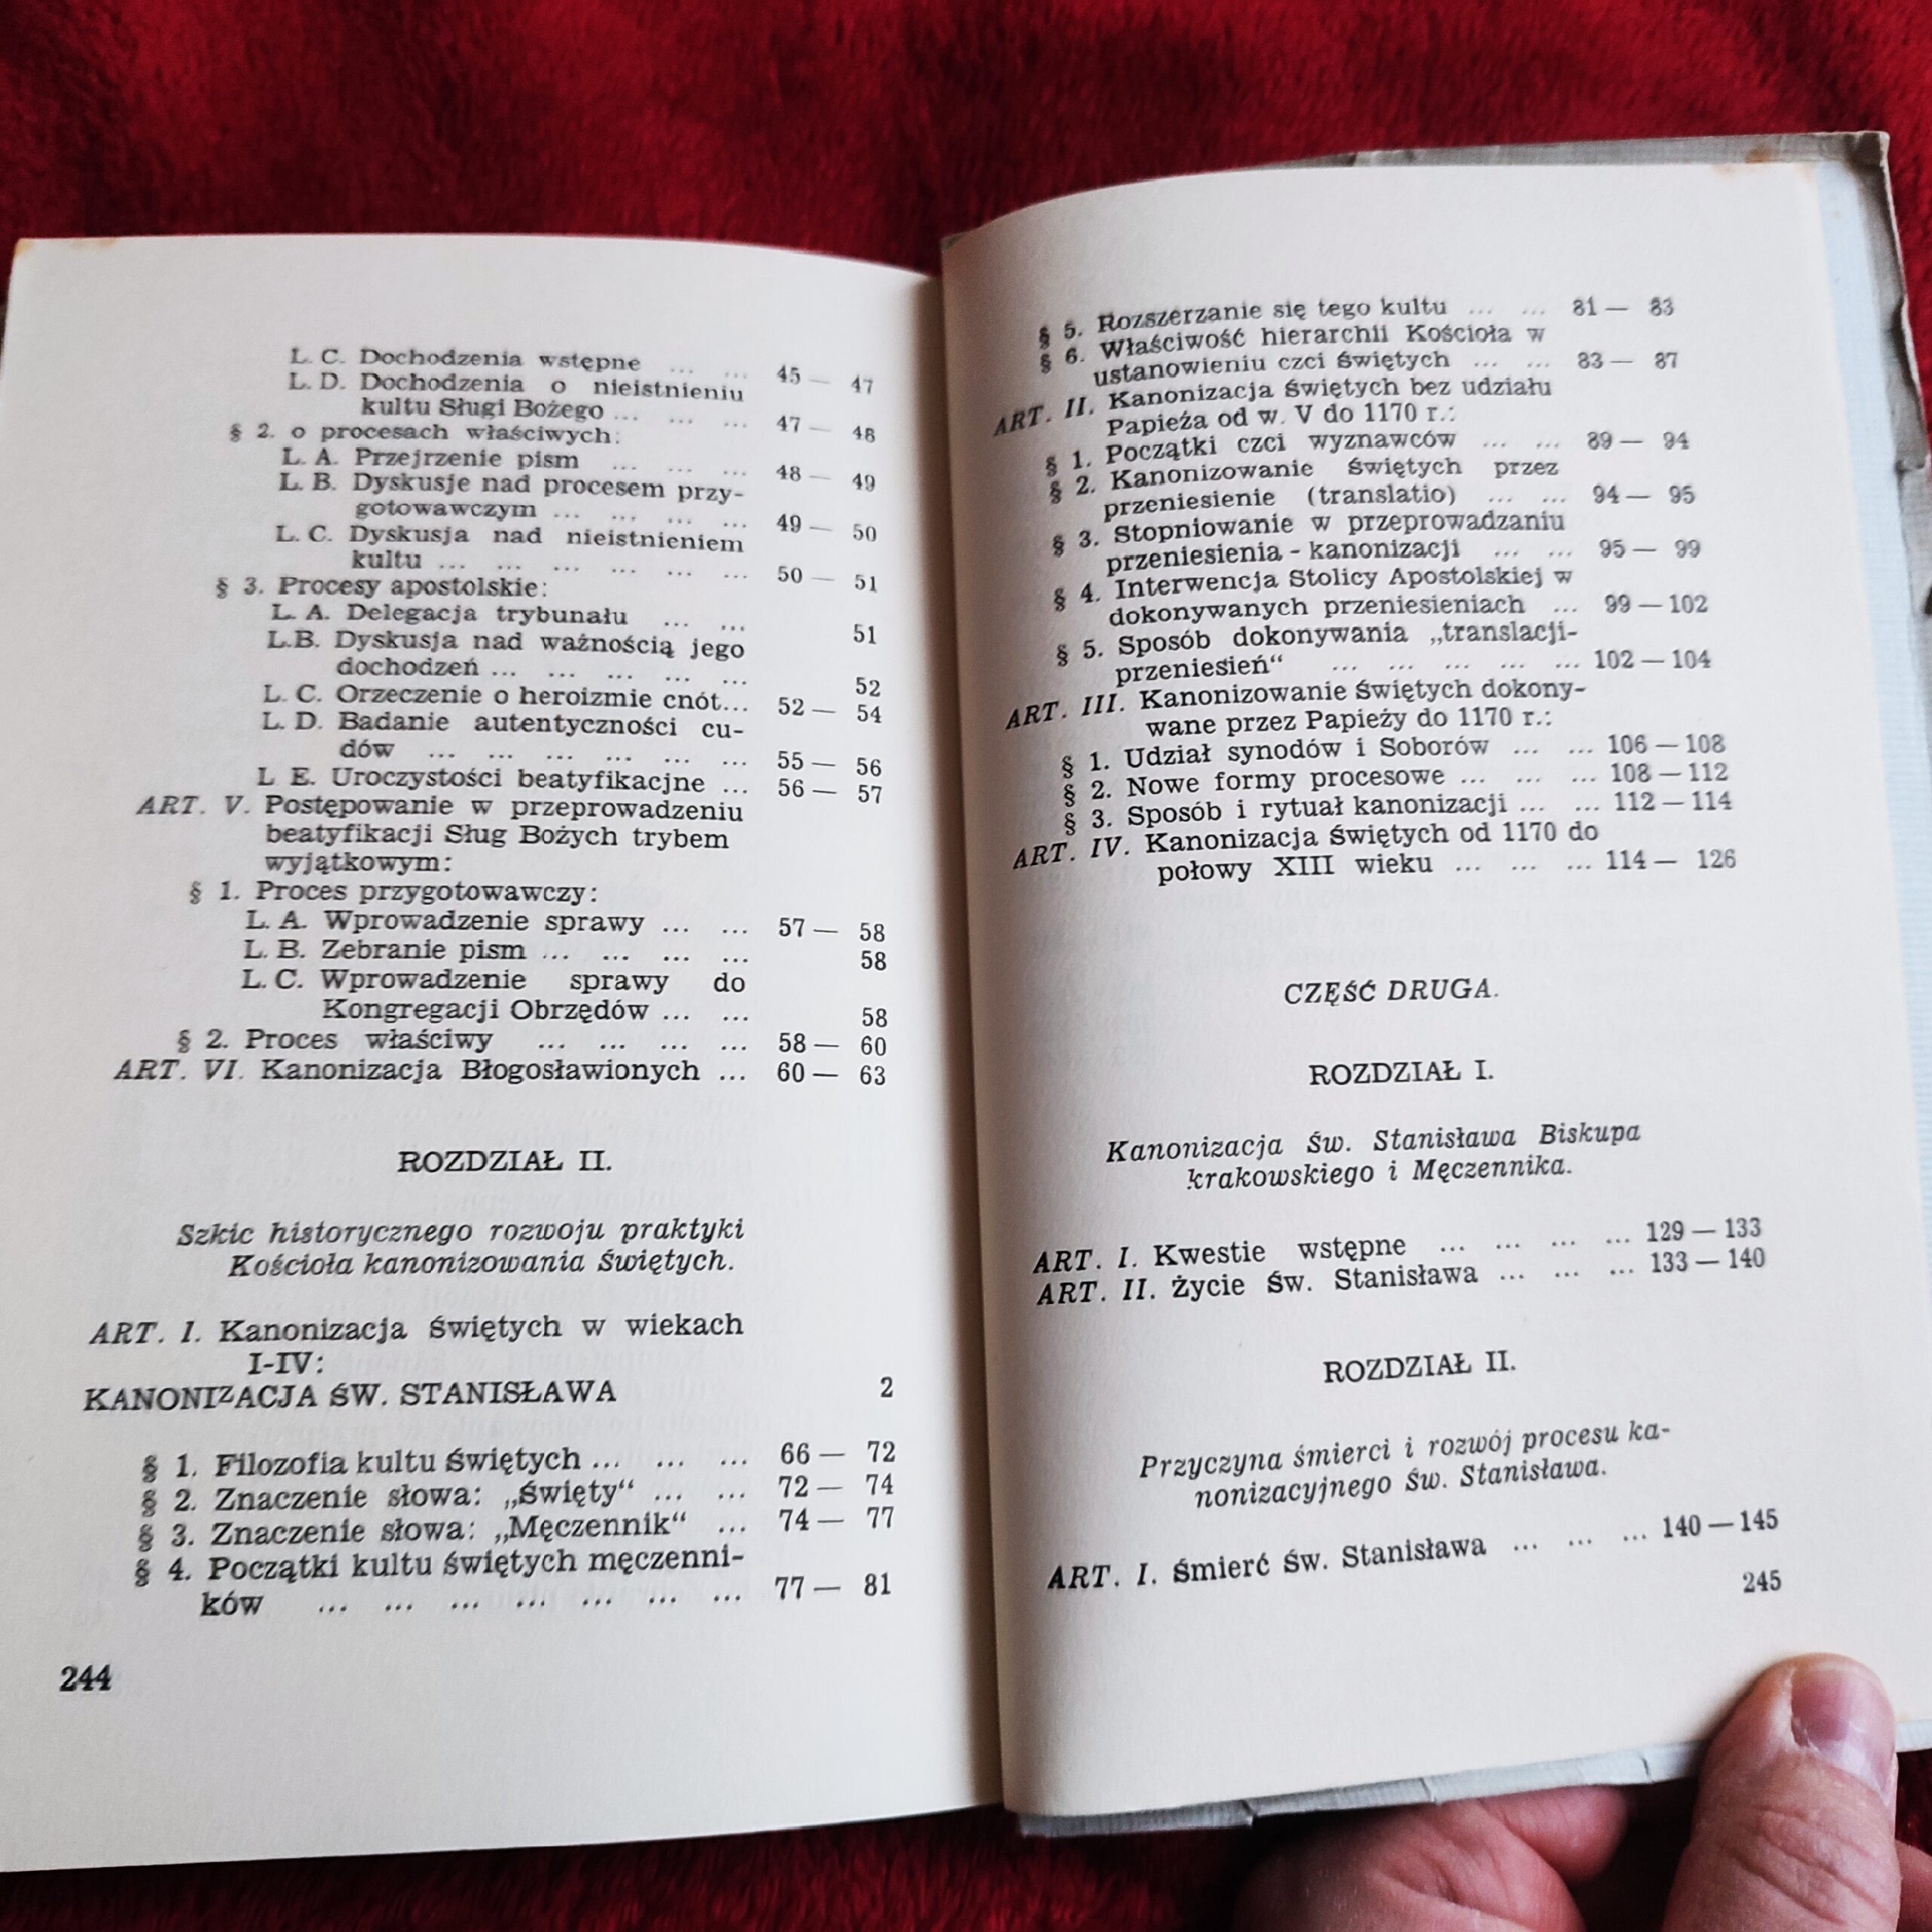 L. C. Dochodzenia wstępne ... ... 45 — 47
L. D. Dochodzenia o nieistnieniu
kultu Sługi Bożego ... ... ... 47 — 48
§ 2. o procesach właściwych:
L. A. Przejrzenie pism ... ... ... 48 — 49
L. B. Dyskusje nad procesem przy-
gotowawczym ... ... ... ... 49 — 50
L. C. Dyskusja nad nieistnieniem
kultu ... ... ... ... ... ... 50 — 51
§ 3. Procesy apostolskie:
L. A. Delegacja trybunału ... ... 51
L.B. Dyskusja nad ważnością jego
dochodzeń ... ... ... ... ... 52
L. C. Orzeczenie o heroizmie cnót... 52 — 54
L. D. Badanie autentyczności cu-
dów ... ... ... ... ... ... 55 — 56
L E. Uroczystości beatyfikacjne ... 56 — 57
ART. V. Postępowanie w przeprowadzeniu
beatyfikacji Sług Bożych trybem
wyjątkowym:
§ 1. Proces przygotowawczy:
L. A. Wprowadzenie sprawy ... ... 57 — 58
L. B. Zebranie pism ... ... ... ... 58
L. C. Wprowadzenie sprawy do
Kongregacji Obrzędów ... ... 58
§ 2. Proces właściwy ... ... ... ... 58 — 60
ART. VI. Kanonizacja Błogosławionych ... 60 — 63
ROZDZIAŁ II.
Szkic historycznego rozwoju praktyki
Kościoła kanonizowania Świętych.
ART. I. Kanonizacja Świętych w wiekach
I-IV:
KANONIZACJA ŚW. STANISŁAWA 2
§ 1. Filozofia kultu Świętych ... ... ... 66 — 72
§ 2. Znaczenie słowa: „Święty“ ... ... 72 — 74
§ 3. Znaczenie słowa: „Męczennik“ ... 74 — 77
§ 4. Początki kultu świętych męczenni-
ków ... ... ... ... ... ... ... 77 — 81
244
§ 5. Rozszerzanie się tego kultu ... ... 81 — 83
§ 6. Właściwość hierarchii Kościoła w
ustanowieniu czci Świętych ... ... 83 — 87
ART. II. Kanonizacja Świętych bez udziału
Papieża od w. V do 1170 r.:
§ 1. Początki czci wyznawców ... ... 89 — 94
§ 2. Kanonizowanie Świętych przez
przeniesienie (translatio) ... ... 94 — 95
§ 3. Stopniowanie w przeprowadzaniu
przeniesienia - kanonizacji ... ... 95 — 99
§ 4. Interwencja Stolicy Apostolskiej w
dokonywanych przeniesieniach ... 99 — 102
§ 5. Sposób dokonywania „translacji-
przeniesień“ ... ... ... ... ... 102 — 104
ART. III. Kanonizowanie Świętych dokony-
wane przez Papieży do 1170 r.:
§ 1. Udział synodów i Soborów ... ... 106 — 108
§ 2. Nowe formy procesowe ... ... ... 108 — 112
§ 3. Sposób i rytuał kanonizacji ... ... 112 — 114
ART. IV. Kanonizacja Świętych od 1170 do
połowy XIII wieku ... ... ... 114 — 126
CZĘŚĆ DRUGA.
ROZDZIAŁ I.
Kanonizacja Św. Stanisława Biskupa
krakowskiego i Męczennika.
ART. I. Kwestie wstępne ... ... ... ... 129 — 133
ART. II. Życie Św. Stanisława ... ... ... 133 — 140
ROZDZIAŁ II.
Przyczyna śmierci i rozwój procesu ka-
nonizacyjnego Św. Stanisława.
ART. I. Śmierć Św. Stanisława ... ... ... 140 — 145
245